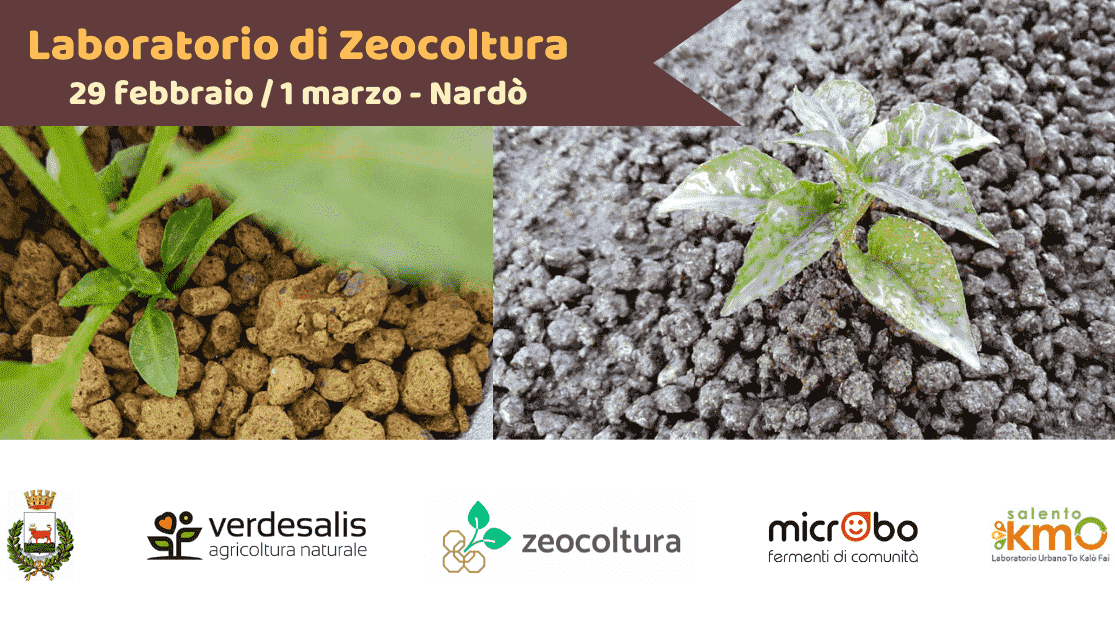 Laboratorio di Zeocoltura
29 febbraio / 1 marzo - Nardò
verdesalis
agricoltura naturale
zeocoltura
microbo
fermenti di comunità
salento
kmO
Laboratorio Urbano To Kalò Fai